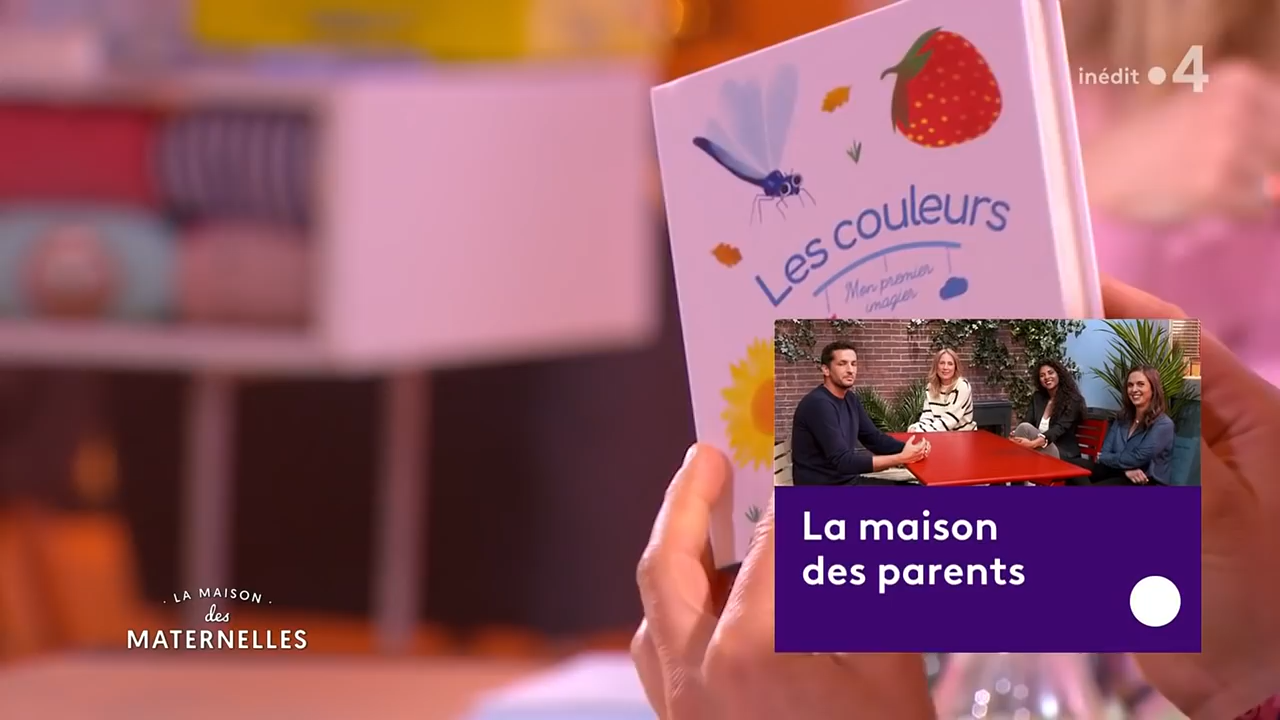 inédit 4
Les couleurs
Mon premier
imagier
La maison
des parents
· LA MAISON ·
des
MATERNELLES